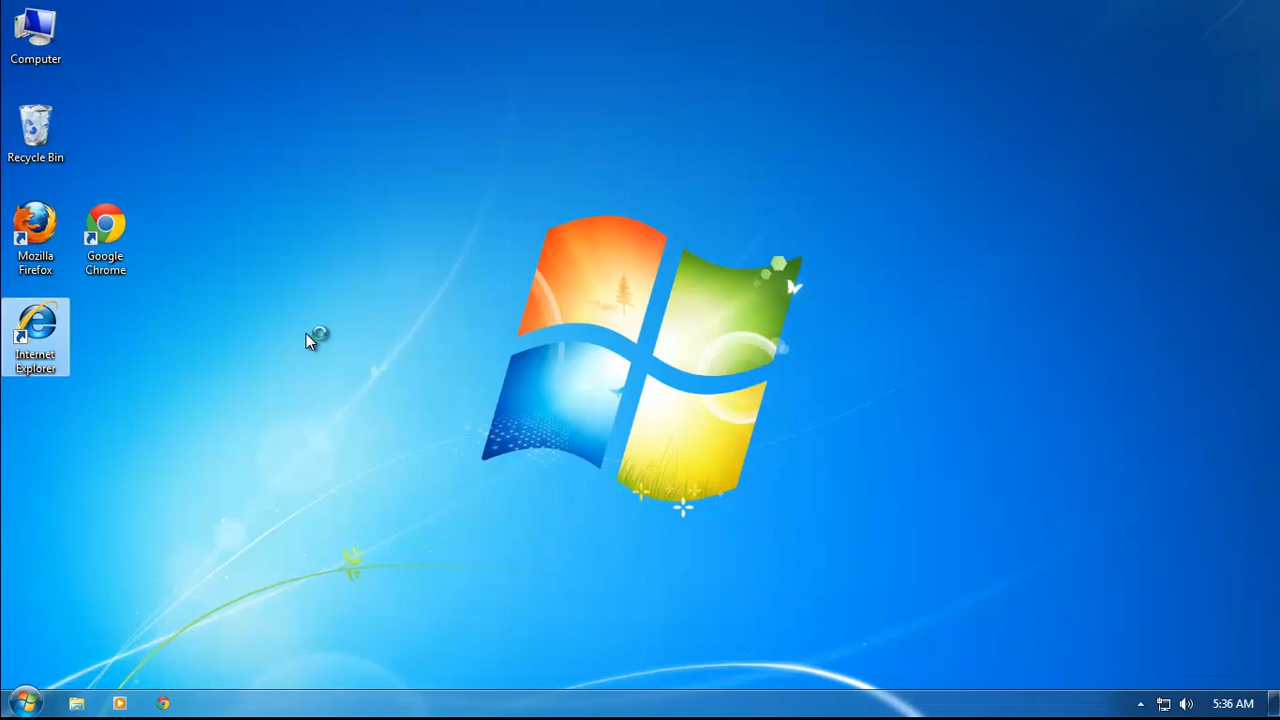 Computer
Recycle Bin
Mozilla
Firefox
Google
Chrome
Internet
Explorer
5:36 AM